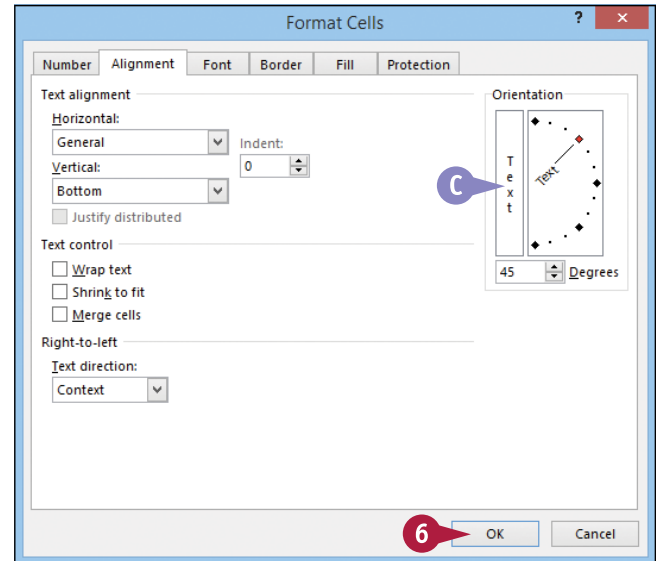 Format Cells
?
×
Number
Alignment
Font
Border
Fill
Protection
Text alignment
Horizontal:
General
Indent:
0
Vertical:
Bottom
Justify distributed
Text control
Wrap text
Shrink to fit
Merge cells
Right-to-left
Text direction:
Context
Orientation
T
e
x
t
Text
C
45
Degrees
6
OK
Cancel